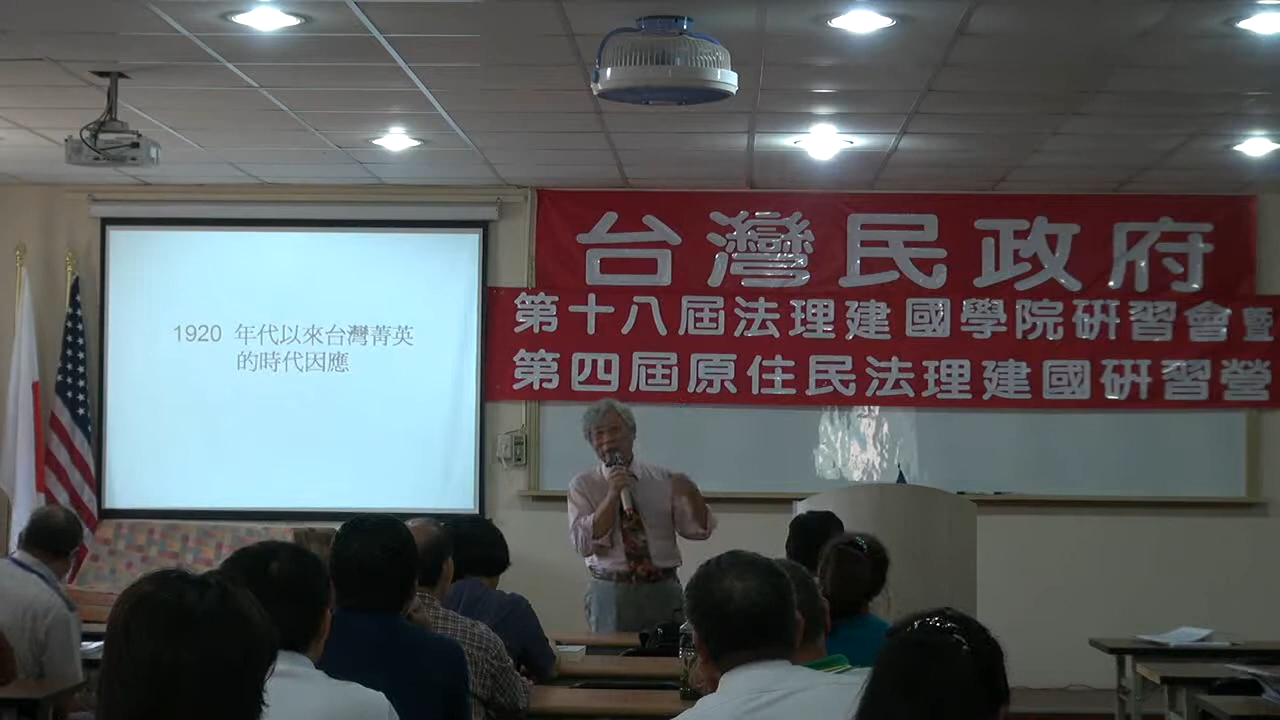 1920 年代以來台灣菁英
的時代因應
台灣民政府
第十八屆法理建國學院研習會暨
第四屆原住民法理建國研習營